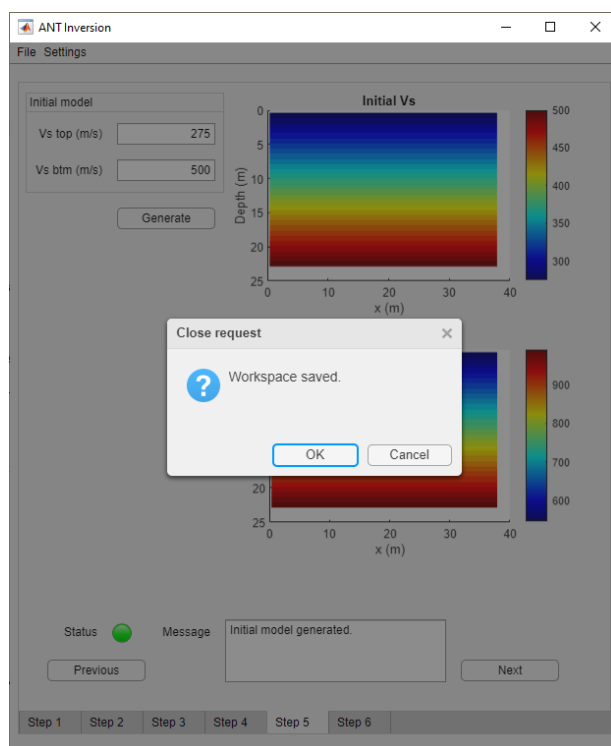 ANT Inversion
File Settings
Initial model
Vs top (m/s) 275
Vs btm (m/s) 500
Generate
Initial Vs
0
5
10
15
20
25
Depth (m)
0 10 20 30 40
x (m)
500
450
400
350
300
Close request
Workspace saved.
OK Cancel
20
25
0 10 20 30 40
x (m)
900
800
700
600
Status Message Initial model generated.
Previous Next
Step 1 Step 2 Step 3 Step 4 Step 5 Step 6